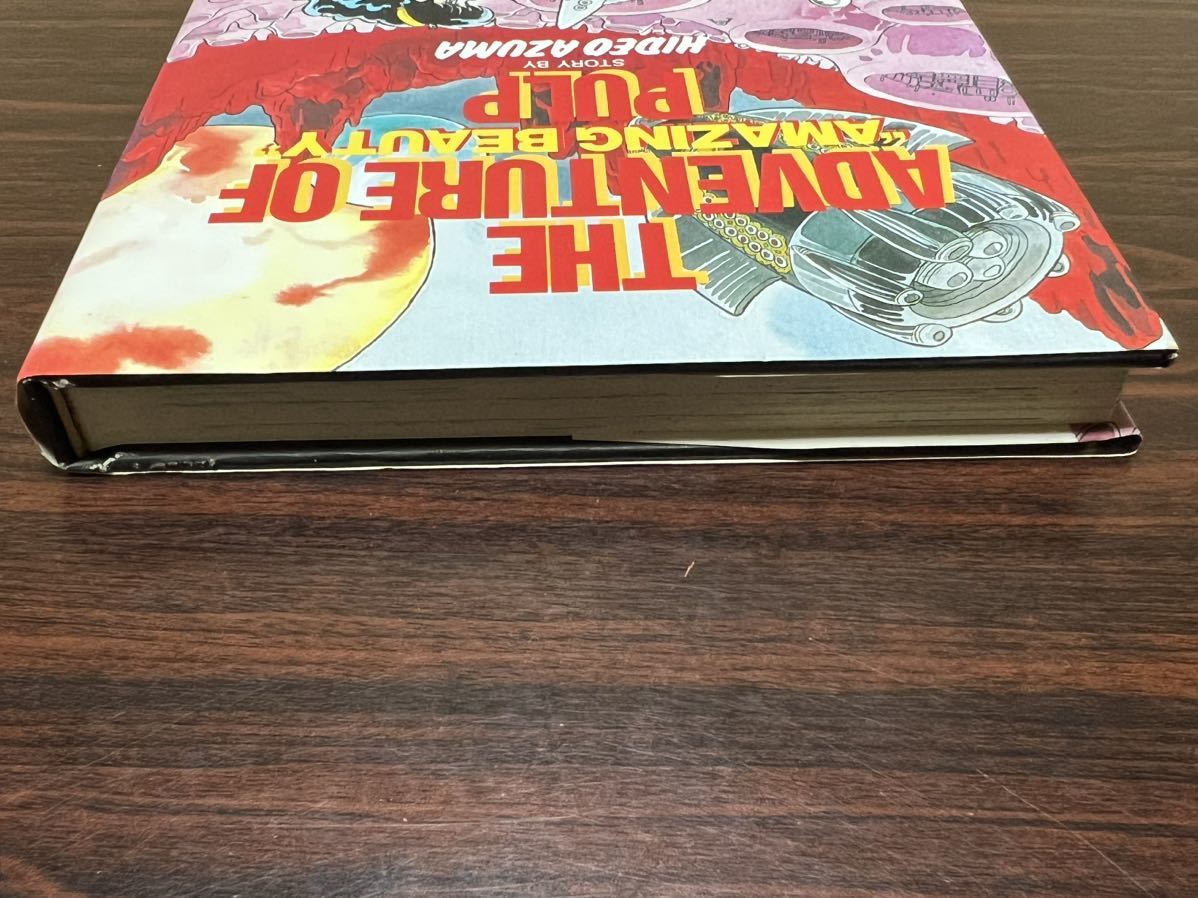 THE
ADVENTURE OF
"AMAZING BEAUTY"
PULP
STORY BY
HIDEO AZUMA